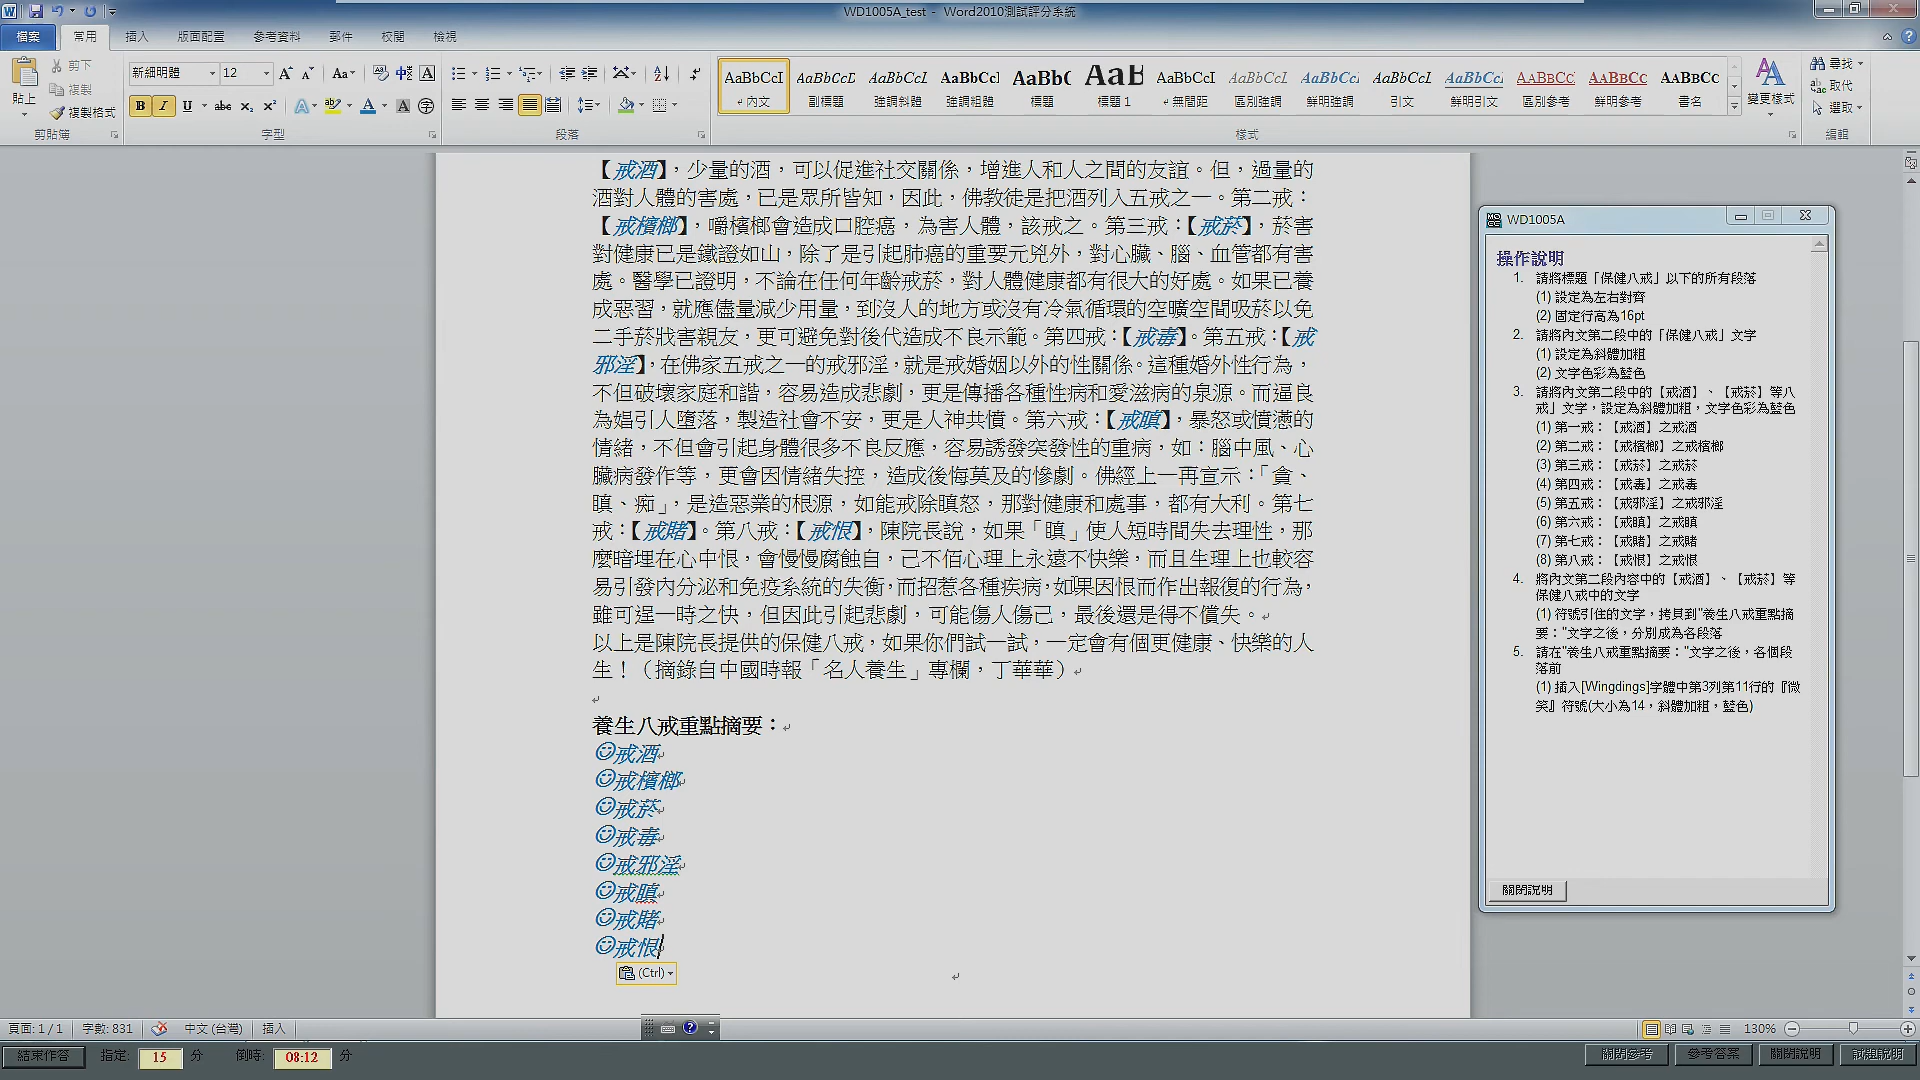 WD1005A_test - Word2010測試評分系統
檔案 常用 插入 版面配置 參考資料 郵件 校閱 檢視
貼上 剪下 複製 複製格式 剪貼簿
新細明體 12 字型
段落
AaBbCcI 內文
AaBbCcD 副標題
AaBbCcI 強調斜體
AaBbCcI 強調粗體
AaBbC 標題
AaB 標題 1
AaBbCcI 無間距
AaBbCcI 區別強調
AaBbCcI 鮮明強調
AaBbCcI 引文
AaBbCcI 鮮明引文
AaBbCc 區別參考
AaBbCc 鮮明參考
AaBbCc 書名
變更樣式 樣式
尋找 取代 選取 編輯
【戒酒】，少量的酒，可以促進社交關係，增進人和人之間的友誼。但，過量的
酒對人體的害處，已是眾所皆知，因此，佛教徒是把酒列入五戒之一。第二戒：
【戒檳榔】，嚼檳榔會造成口腔癌，為害人體，該戒之。第三戒：【戒菸】，菸害
對健康已是鐵證如山，除了是引起肺癌的重要元兇外，對心臟、腦、血管都有害
處。醫學已證明，不論在任何年齡戒菸，對人體健康都有很大的好處。如果已養
成惡習，就應儘量減少用量，到沒人的地方或沒有冷氣循環的空曠空間吸菸以免
二手菸戕害親友，更可避免對後代造成不良示範。第四戒：【戒毒】。第五戒：【戒
邪淫】，在佛家五戒之一的戒邪淫，就是戒婚姻以外的性關係。這種婚外性行為，
不但破壞家庭和諧，容易造成悲劇，更是傳播各種性病和愛滋病的泉源。而逼良
為娼引人墮落，製造社會不安，更是人神共憤。第六戒：【戒瞋】，暴怒或憤懣的
情緒，不但會引起身體很多不良反應，容易誘發突發性的重病，如：腦中風、心
臟病發作等，更會因情緒失控，造成後悔莫及的慘劇。佛經上一再宣示：「貪、
瞋、痴」，是造惡業的根源，如能戒除瞋怒，那對健康和處事，都有大利。第七
戒：【戒賭】。第八戒：【戒恨】，陳院長說，如果「瞋」使人短時間失去理性，那
麼暗埋在心中恨，會慢慢腐蝕自，己不佰心理上永遠不快樂，而且生理上也較容
易引發內分泌和免疫系統的失衡，而招惹各種疾病，如果因恨而作出報復的行為，
雖可逞一時之快，但因此引起悲劇，可能傷人傷己，最後還是得不償失。
以上是陳院長提供的保健八戒，如果你們試一試，一定會有個更健康、快樂的人
生！（摘錄自中國時報「名人養生」專欄，丁華華）
養生八戒重點摘要：
☺戒酒
☺戒檳榔
☺戒菸
☺戒毒
☺戒邪淫
☺戒瞋
☺戒賭
☺戒恨
(Ctrl)
WD1005A
操作說明
1. 請將標題「保健八戒」以下的所有段落
(1) 設定為左右對齊
(2) 固定行高為16pt
2. 請將內文第二段中的「保健八戒」文字
(1) 設定為斜體加粗
(2) 文字色彩為藍色
3. 請將內文第二段中的【戒酒】、【戒菸】等八
戒」文字，設定為斜體加粗，文字色彩為藍色
(1) 第一戒：【戒酒】之戒酒
(2) 第二戒：【戒檳榔】之戒檳榔
(3) 第三戒：【戒菸】之戒菸
(4) 第四戒：【戒毒】之戒毒
(5) 第五戒：【戒邪淫】之戒邪淫
(6) 第六戒：【戒瞋】之戒瞋
(7) 第七戒：【戒賭】之戒賭
(8) 第八戒：【戒恨】之戒恨
4. 將內文第二段內容中的【戒酒】、【戒菸】等
保健八戒中的文字
(1) 符號引住的文字，拷貝到"養生八戒重點摘
要："文字之後，分別成為各段落
5. 請在"養生八戒重點摘要："文字之後，各個段
落前
(1) 插入[Wingdings]字體中第3列第11行的『微
笑』符號(大小為14，斜體加粗，藍色)
關閉說明
頁面: 1 / 1 字數: 831 中文 (台灣) 插入 130%
結束作答 指定: 15 分 倒時: 08:12 分 關閉參考 參考答案 關閉說明 試題說明